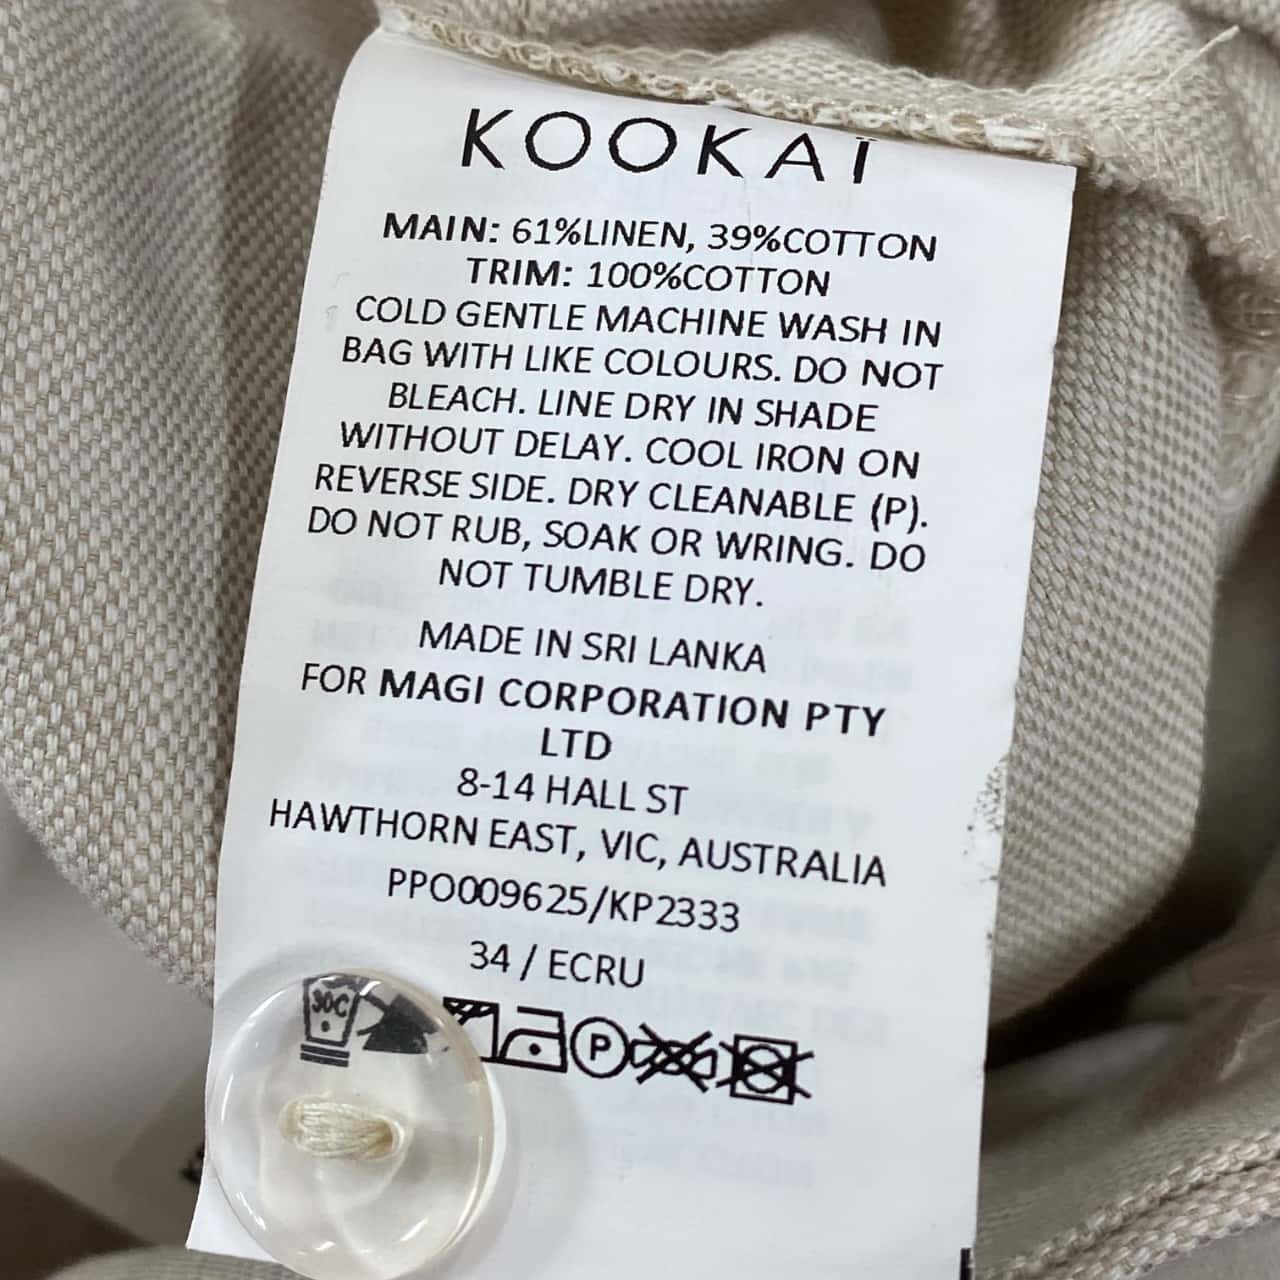 KOOKAÏ
MAIN: 61%LINEN, 39%COTTON
TRIM: 100%COTTON
COLD GENTLE MACHINE WASH IN
BAG WITH LIKE COLOURS. DO NOT
BLEACH. LINE DRY IN SHADE
WITHOUT DELAY. COOL IRON ON
REVERSE SIDE. DRY CLEANABLE (P).
DO NOT RUB, SOAK OR WRING. DO
NOT TUMBLE DRY.
MADE IN SRI LANKA
FOR MAGI CORPORATION PTY
LTD
8-14 HALL ST
HAWTHORN EAST, VIC, AUSTRALIA
PPO009625/KP2333
34 / ECRU
30C P